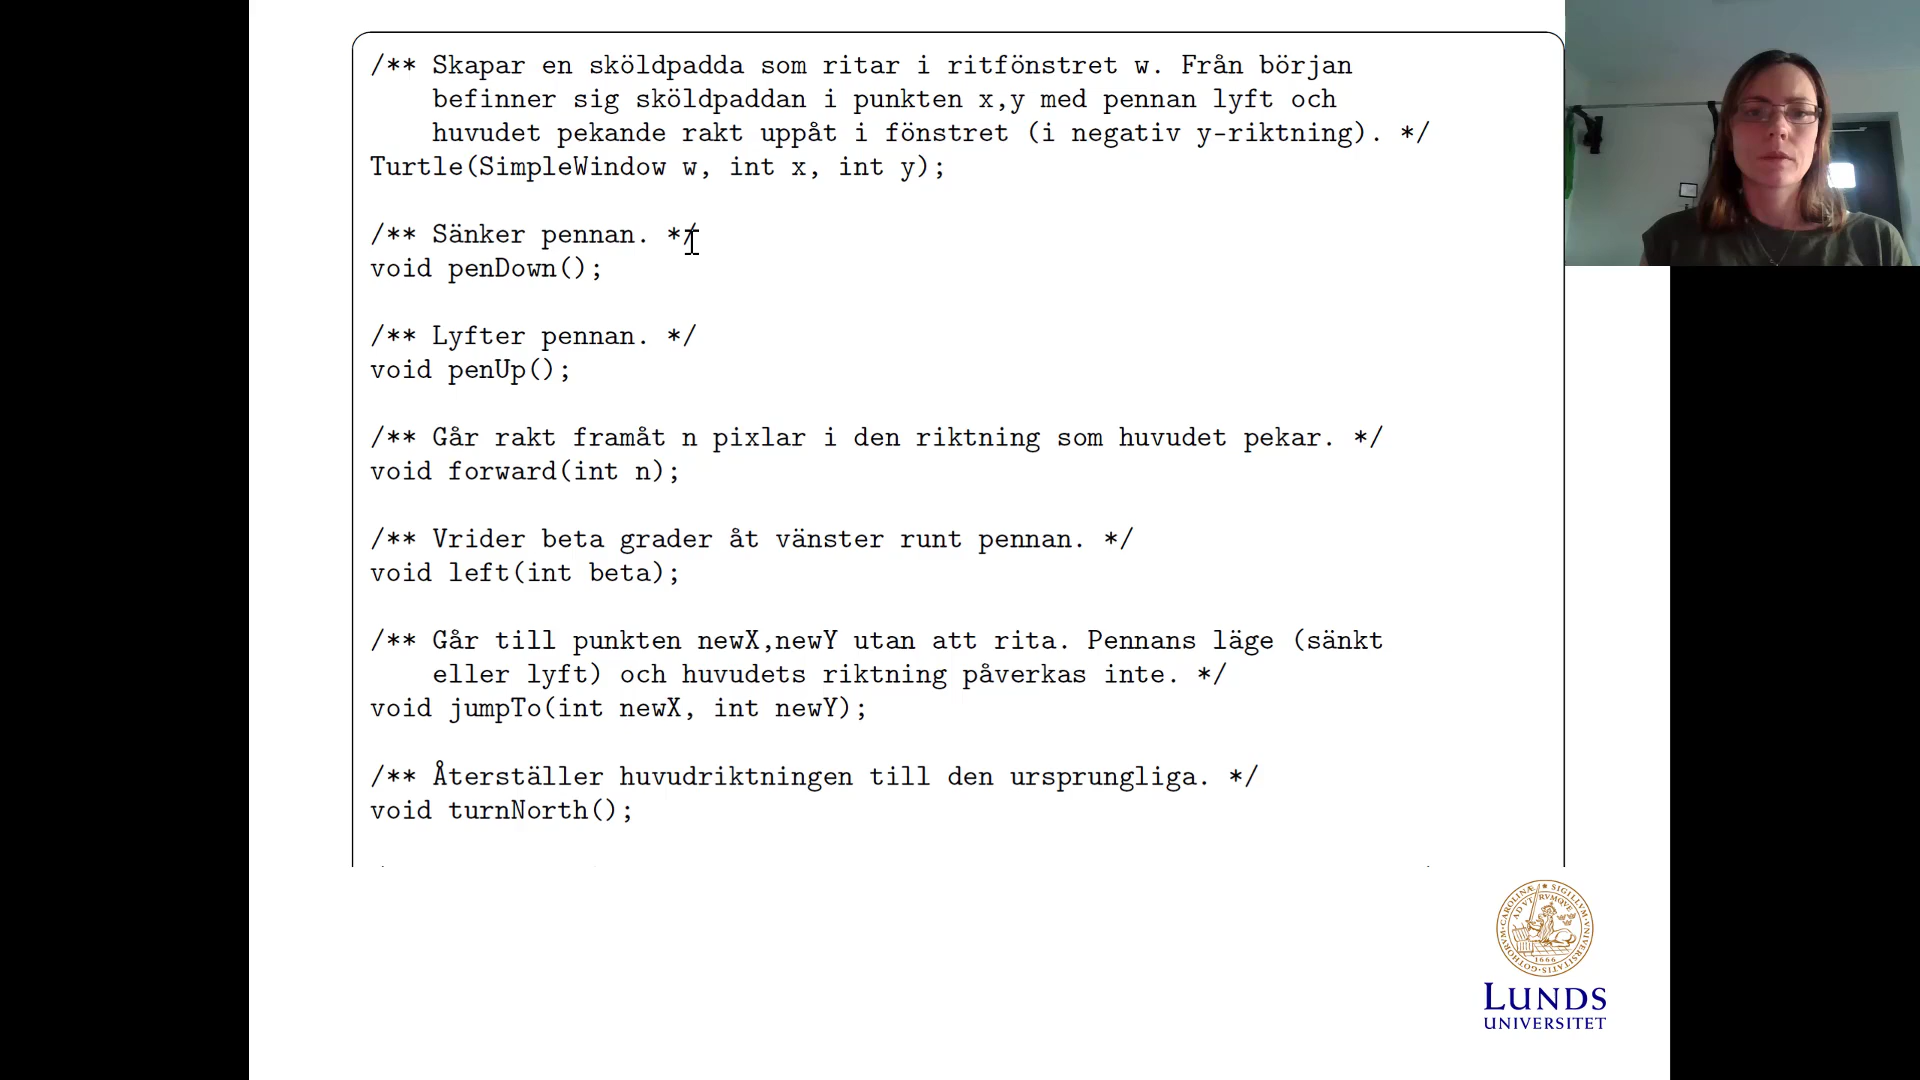 /** Skapar en sköldpadda som ritar i ritfönstret w. Från början
befinner sig sköldpaddan i punkten x,y med pennan lyft och
huvudet pekande rakt uppåt i fönstret (i negativ y-riktning). */
Turtle(SimpleWindow w, int x, int y);
/** Sänker pennan. */
void penDown();
/** Lyfter pennan. */
void penUp();
/** Går rakt framåt n pixlar i den riktning som huvudet pekar. */
void forward(int n);
/** Vrider beta grader åt vänster runt pennan. */
void left(int beta);
/** Går till punkten newX,newY utan att rita. Pennans läge (sänkt
eller lyft) och huvudets riktning påverkas inte. */
void jumpTo(int newX, int newY);
/** Återställer huvudriktningen till den ursprungliga. */
void turnNorth();
LUNDS
UNIVERSITET